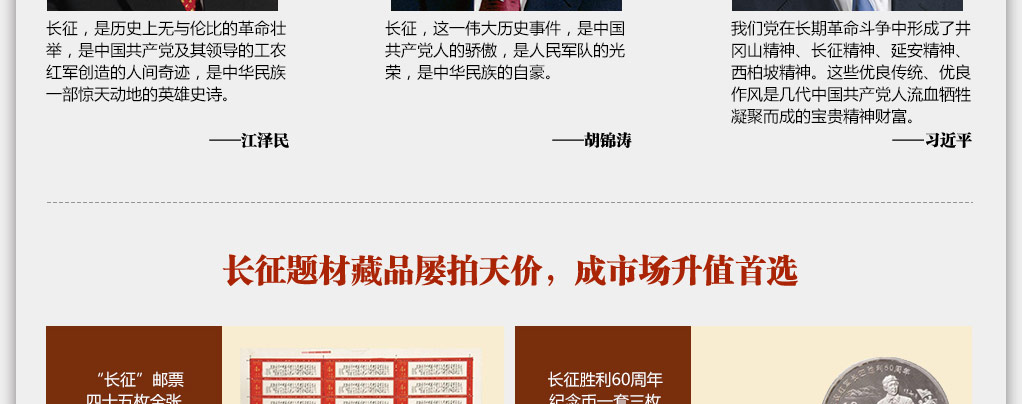 长征，是历史上无与伦比的革命壮
举，是中国共产党及其领导的工农
红军创造的人间奇迹，是中华民族
一部惊天动地的英雄史诗。
——江泽民
长征，这一伟大历史事件，是中国
共产党人的骄傲，是人民军队的光
荣，是中华民族的自豪。
——胡锦涛
我们党在长期革命斗争中形成了井
冈山精神、长征精神、延安精神、
西柏坡精神。这些优良传统、优良
作风是几代中国共产党人流血牺牲
凝聚而成的宝贵精神财富。
——习近平
长征题材藏品屡拍天价，成市场升值首选
“长征”邮票
四十五枚全张
长征胜利60周年
纪念币一套三枚